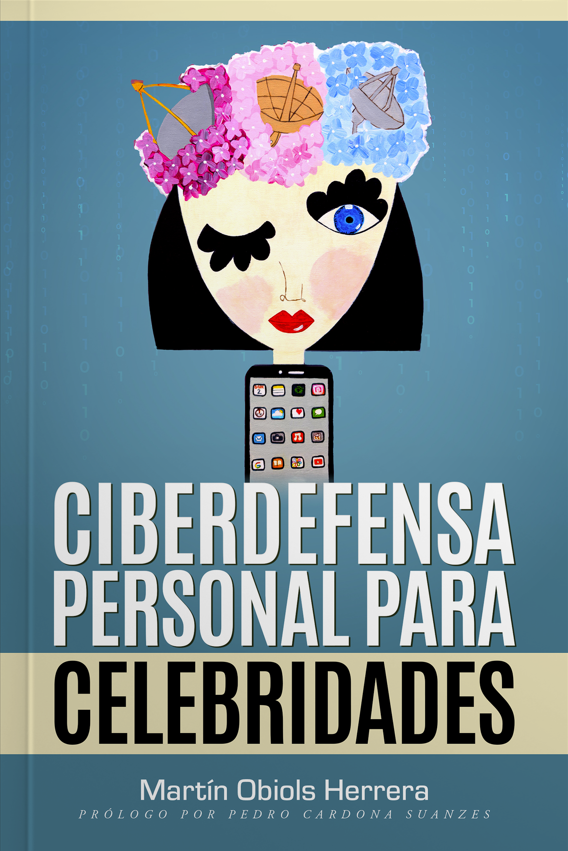 CIBERDEFENSA
PERSONAL PARA
CELEBRIDADES
Martín Obiols Herrera
PRÓLOGO POR PEDRO CARDONA SUANZES